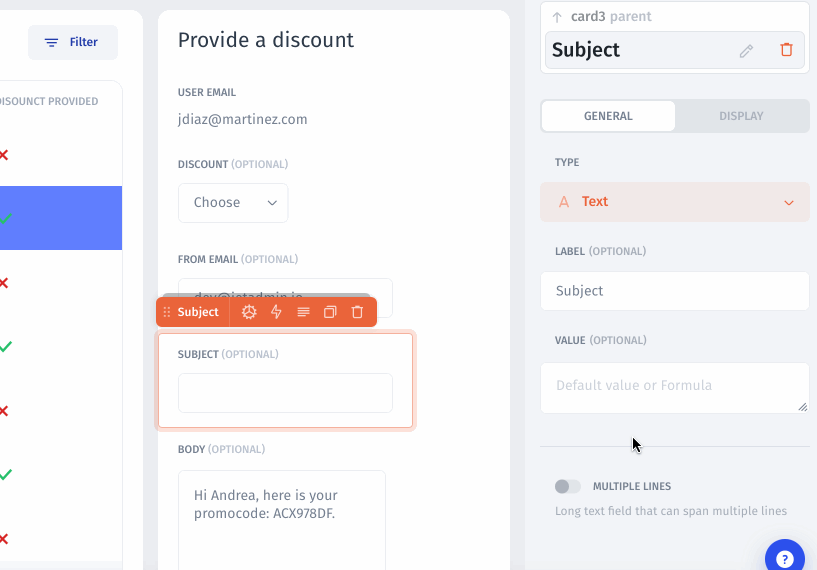 Filter
DISOUNCT PROVIDED
Provide a discount
USER EMAIL
jdiaz@martinez.com
DISCOUNT (OPTIONAL)
Choose
FROM EMAIL (OPTIONAL)
dev@jetadmin.io
Subject
SUBJECT (OPTIONAL)
BODY (OPTIONAL)
Hi Andrea, here is your
promocode: ACX978DF.
card3 parent
Subject
GENERAL
DISPLAY
TYPE
A Text
LABEL (OPTIONAL)
Subject
VALUE (OPTIONAL)
Default value or Formula
MULTIPLE LINES
Long text field that can span multiple lines
?